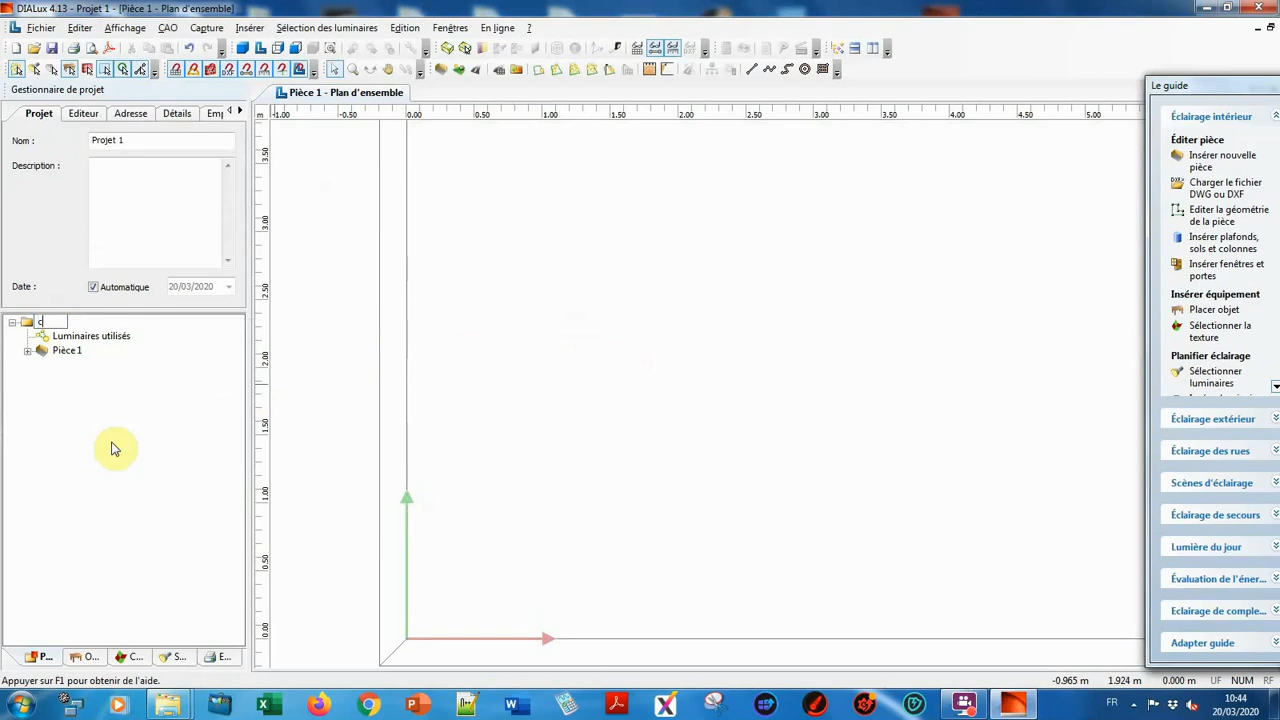 DIALux 4.13 - Projet 1 - [Pièce 1 - Plan d'ensemble]
Fichier Editer Affichage CAO Capture Insérer Sélection des luminaires Edition Fenêtres En ligne ?
Gestionnaire de projet
Projet Editeur Adresse Détails Emp
Nom : Projet 1
Description :
Date : Automatique 20/03/2020
c
Luminaires utilisés
Pièce 1
P... O... C... S... E...
Pièce 1 - Plan d'ensemble
m -1.00 -0.50 0.00 0.50 1.00 1.50 2.00 2.50 3.00 3.50 4.00 4.50 5.00
3.50
3.00
2.50
2.00
1.50
1.00
0.50
0.00
Le guide
Éclairage intérieur
Éditer pièce
Insérer nouvelle
pièce
Charger le fichier
DWG ou DXF
Editer la géométrie
de la pièce
Insérer plafonds,
sols et colonnes
Insérer fenêtres et
portes
Insérer équipement
Placer objet
Sélectionner la
texture
Planifier éclairage
Sélectionner
luminaires
Éclairage extérieur
Éclairage des rues
Scènes d'éclairage
Éclairage de secours
Lumière du jour
Évaluation de l'éner...
Eclairage de comple...
Adapter guide
Appuyer sur F1 pour obtenir de l'aide.
-0.965 m 1.924 m 0.000 m UF NUM RF
FR 10:44
20/03/2020